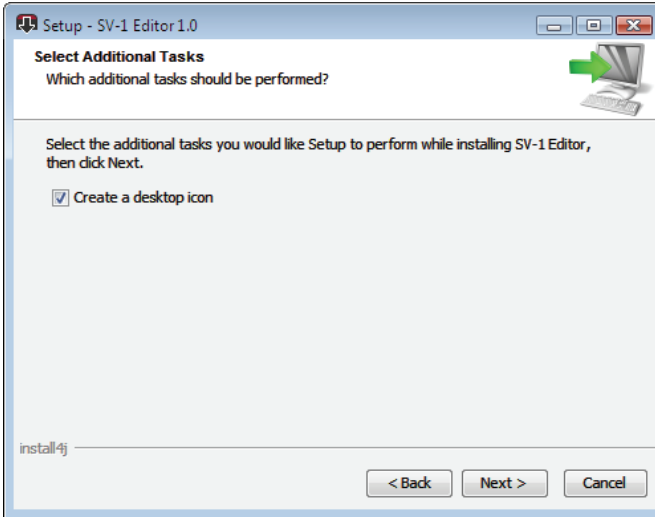 Setup - SV-1 Editor 1.0
Select Additional Tasks
Which additional tasks should be performed?
Select the additional tasks you would like Setup to perform while installing SV-1 Editor,
then click Next.
Create a desktop icon
install4j
< Back Next > Cancel